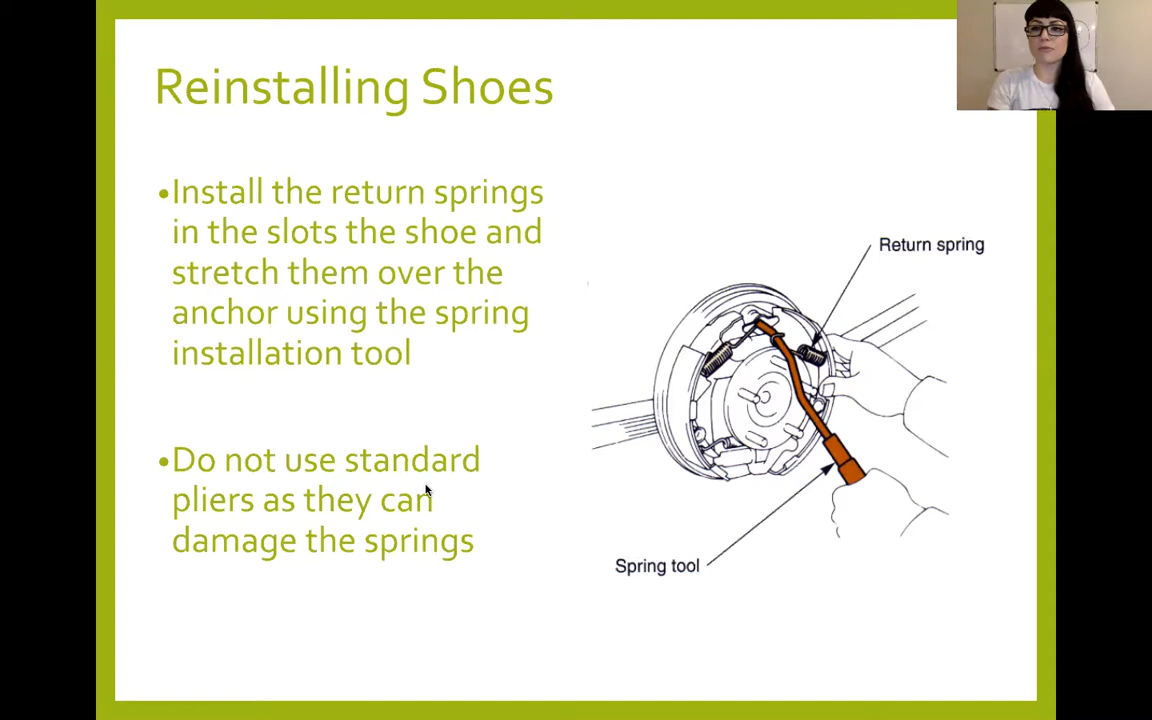 Reinstalling Shoes
•Install the return springs
in the slots the shoe and
stretch them over the
anchor using the spring
installation tool
•Do not use standard
pliers as they can
damage the springs
Return spring
Spring tool